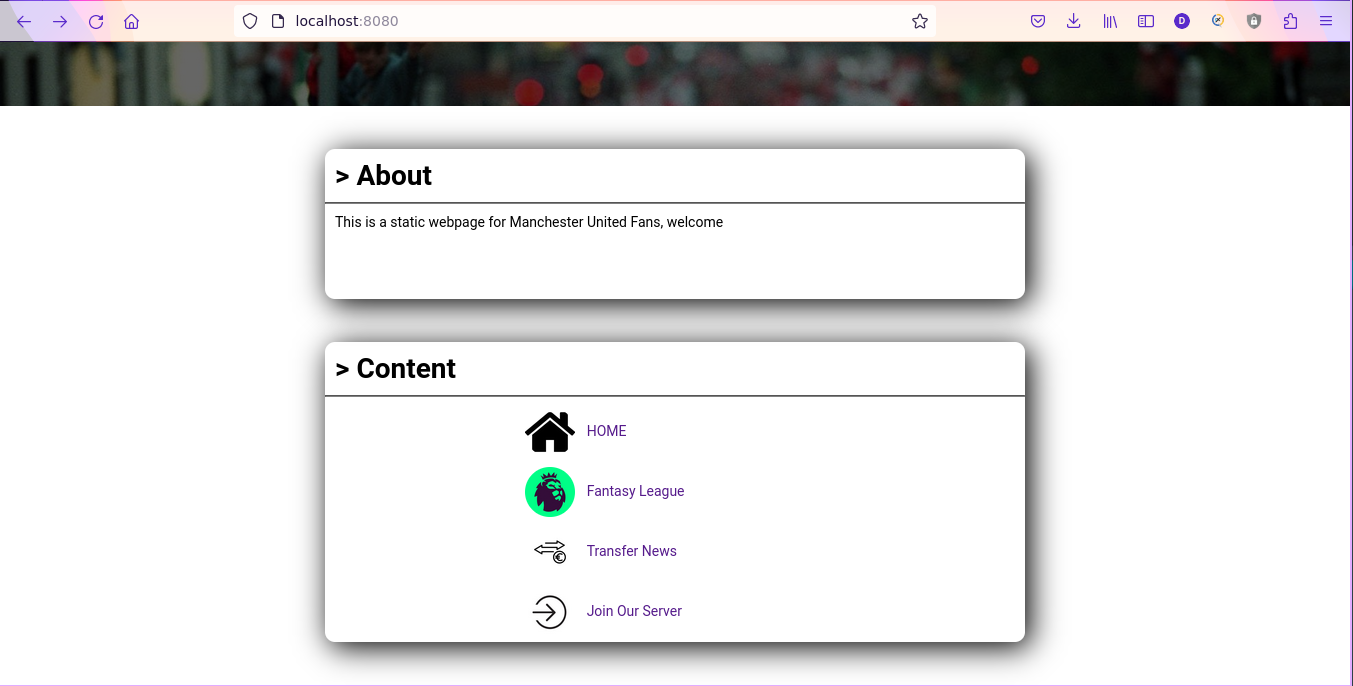 localhost:8080
D
> About
This is a static webpage for Manchester United Fans, welcome
> Content
HOME
Fantasy League
Transfer News
Join Our Server